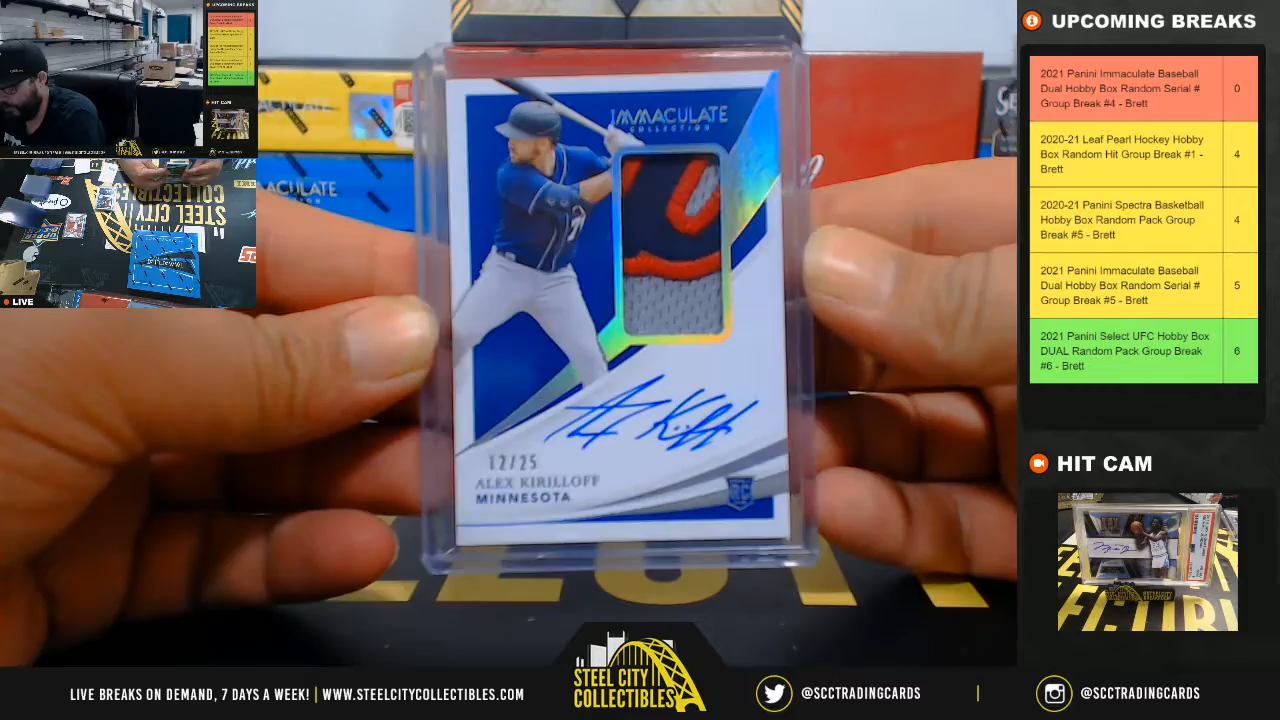 UPCOMING BREAKS
2021 Panini Immaculate Baseball
Dual Hobby Box Random Serial #
Group Break #4 - Brett
0
2020-21 Leaf Pearl Hockey Hobby
Box Random Hit Group Break #1 -
Brett
4
2020-21 Panini Spectra Basketball
Hobby Box Random Pack Group
Break #5 - Brett
4
2021 Panini Immaculate Baseball
Dual Hobby Box Random Serial #
Group Break #5 - Brett
5
2021 Panini Select UFC Hobby Box
DUAL Random Pack Group Break
#6 - Brett
6
HIT CAM
LIVE
IMMACULATE
COLLECTION
12/25
ALEX KIRILLOFF
MINNESOTA
RC
STEEL CITY
COLLECTIBLES
LIVE BREAKS ON DEMAND, 7 DAYS A WEEK! | WWW.STEELCITYCOLLECTIBLES.COM
STEEL CITY
COLLECTIBLES
@SCCTRADINGCARDS
@SCCTRADINGCARDS